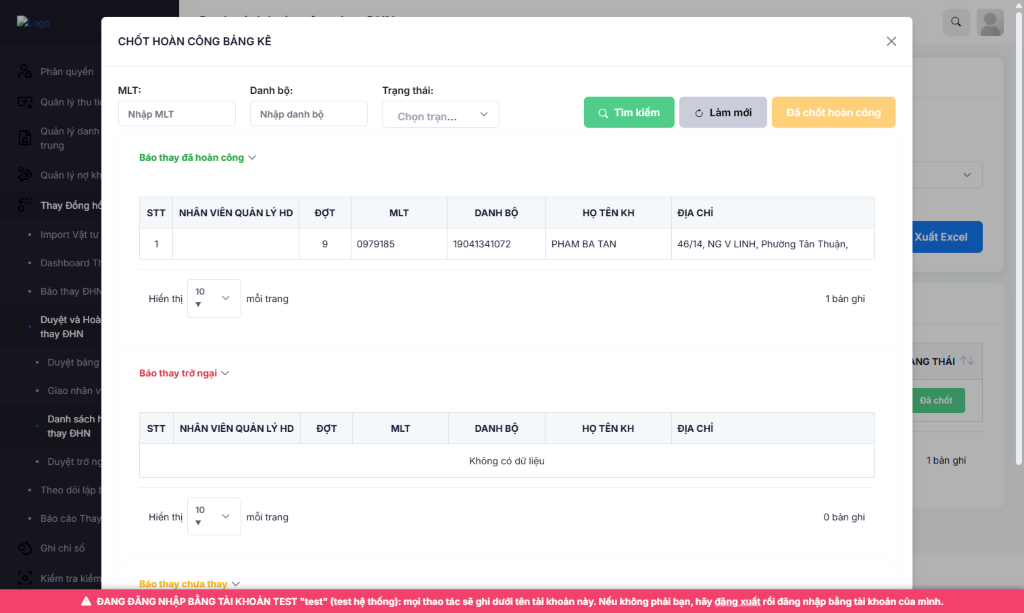 Logo
CHỐT HOÀN CÔNG BẢNG KÊ
Phân quyền
Quản lý thu
Quản lý danh
trung
Quản lý nợ
Thay Đồng
Import Vật tư
Dashboard
Báo thay
Duyệt và
thay ĐHN
Duyệt bảng
Giao nhân
Danh sách
thay ĐHN
Duyệt trở
Theo dõi lập
Báo cáo Thay
Ghi chỉ số
Kiểm tra kiểm
MLT: Danh bộ: Trạng thái:
Nhập MLT Nhập danh bộ Chọn trạn... Tìm kiếm Làm mới Đã chốt hoàn công
Báo thay đã hoàn công
STT NHÂN VIÊN QUẢN LÝ HD ĐỢT MLT DANH BỘ HỌ TÊN KH ĐỊA CHỈ
1 9 0979185 19041341072 PHAM BA TAN 46/14, NG V LINH, Phường Tân Thuận,
Hiển thị 10 mỗi trang 1 bản ghi
Báo thay trở ngại
STT NHÂN VIÊN QUẢN LÝ HD ĐỢT MLT DANH BỘ HỌ TÊN KH ĐỊA CHỈ
Không có dữ liệu
Hiển thị 10 mỗi trang 0 bản ghi
Báo thay chưa thay
Xuất Excel
THÁI
Đã chốt
1 bản ghi
ĐANG ĐĂNG NHẬP BẰNG TÀI KHOẢN TEST "test" (test hệ thống): mọi thao tác sẽ ghi dưới tên tài khoản này. Nếu không phải bạn, hãy đăng xuất rồi đăng nhập bằng tài khoản của mình.